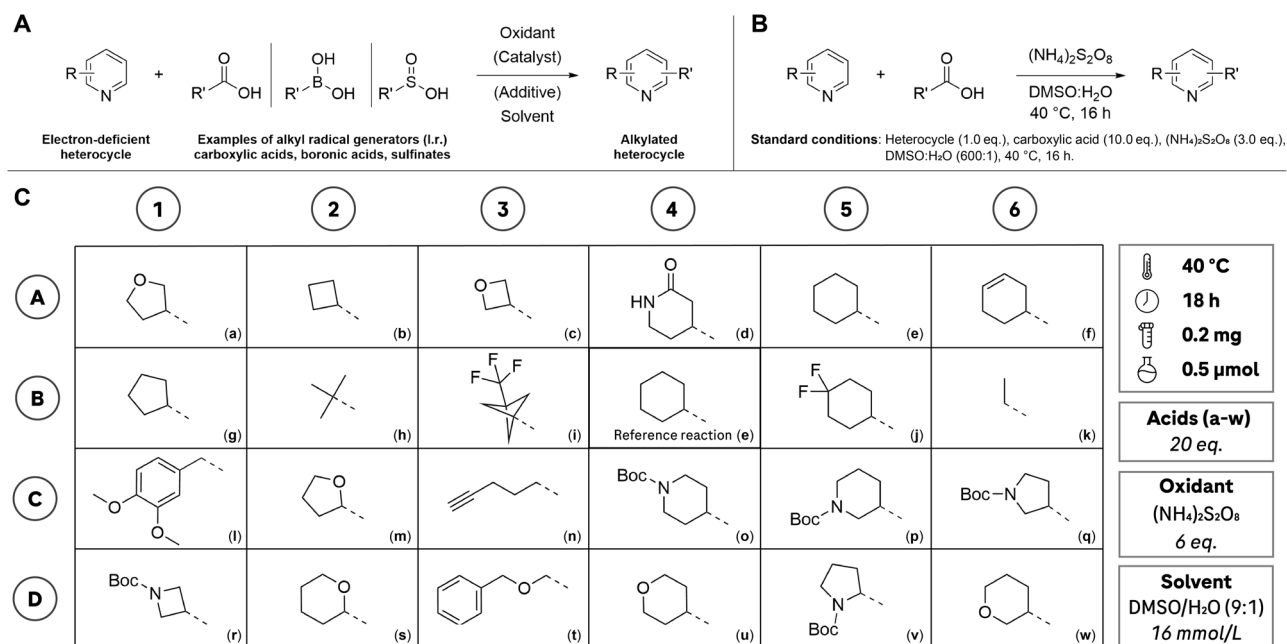 A
R
N
+
O
R'
OH
OH
R'
B
OH
O
R'
S
OH
Oxidant
(Catalyst)
(Additive)
Solvent
R
R'
N
Electron-deficient
heterocycle
Examples of alkyl radical generators (l.r.)
carboxylic acids, boronic acids, sulfinates
Alkylated
heterocycle
B
R
N
+
O
R'
OH
(NH₄)₂S₂O₈
DMSO:H₂O
40 °C, 16 h
R
R'
N
Standard conditions: Heterocycle (1.0 eq.), carboxylic acid (10.0 eq.), (NH₄)₂S₂O₈ (3.0 eq.),
DMSO:H₂O (600:1), 40 °C, 16 h.
C
1
2
3
4
5
6
A
O
(a)
(b)
O
(c)
O
HN
(d)
(e)
(f)
B
(g)
(h)
F
F
F
(i)
Reference reaction (e)
F
F
(j)
(k)
C
O
O
(l)
O
(m)
(n)
Boc
N
(o)
N
Boc
(p)
Boc
N
(q)
D
Boc
N
(r)
O
(s)
O
(t)
O
(u)
N
Boc
(v)
O
(w)
40 °C
18 h
0.2 mg
0.5 μmol
Acids (a-w)
20 eq.
Oxidant
(NH₄)₂S₂O₈
6 eq.
Solvent
DMSO/H₂O (9:1)
16 mmol/L